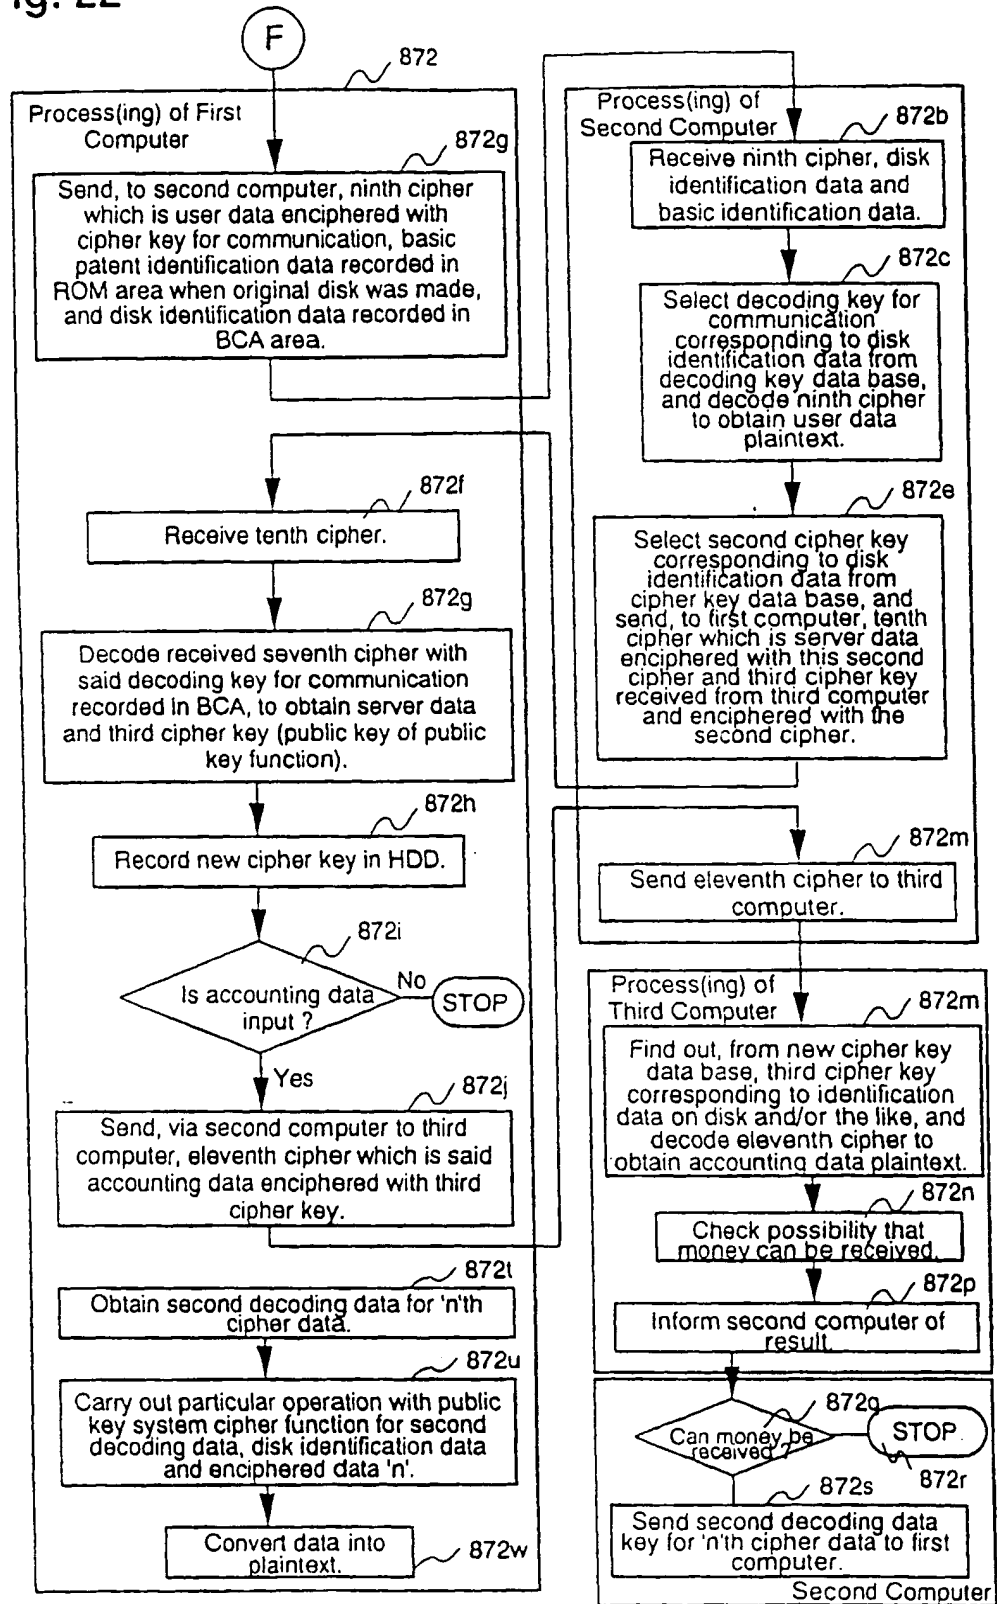 ig. 22
F
872
Process(ing) of First
Computer
872g
Send, to second computer, ninth cipher
which is user data enciphered with
cipher key for communication, basic
patent identification data recorded in
ROM area when original disk was made,
and disk identification data recorded in
BCA area.
872f
Receive tenth cipher.
872g
Decode received seventh cipher with
said decoding key for communication
recorded in BCA, to obtain server data
and third cipher key (public key of public
key function).
872h
Record new cipher key in HDD.
872i
Is accounting data
input ?
No
STOP
Yes
872j
Send, via second computer to third
computer, eleventh cipher which is said
accounting data enciphered with third
cipher key.
872t
Obtain second decoding data for 'n'th
cipher data.
872u
Carry out particular operation with public
key system cipher function for second
decoding data, disk identification data
and enciphered data 'n'.
Convert data into
plaintext.
872w
Process(ing) of
Second Computer
872b
Receive ninth cipher, disk
identification data and
basic identification data.
872c
Select decoding key for
communication
corresponding to disk
identification data from
decoding key data base,
and decode ninth cipher
to obtain user data
plaintext.
872e
Select second cipher key
corresponding to disk
identification data from
cipher key data base, and
send, to first computer, tenth
cipher which is server data
enciphered with this second
cipher and third cipher key
received from third computer
and enciphered with the
second cipher.
872m
Send eleventh cipher to third
computer.
Process(ing) of
Third Computer
872m
Find out, from new cipher key
data base, third cipher key
corresponding to identification
data on disk and/or the like, and
decode eleventh cipher to
obtain accounting data plaintext.
872n
Check possibility that
money can be received.
872p
Inform second computer of
result.
872q
Can money be
received ?
STOP.
872r
872s
Send second decoding data
key for 'n'th cipher data to first
computer.
Second Computer